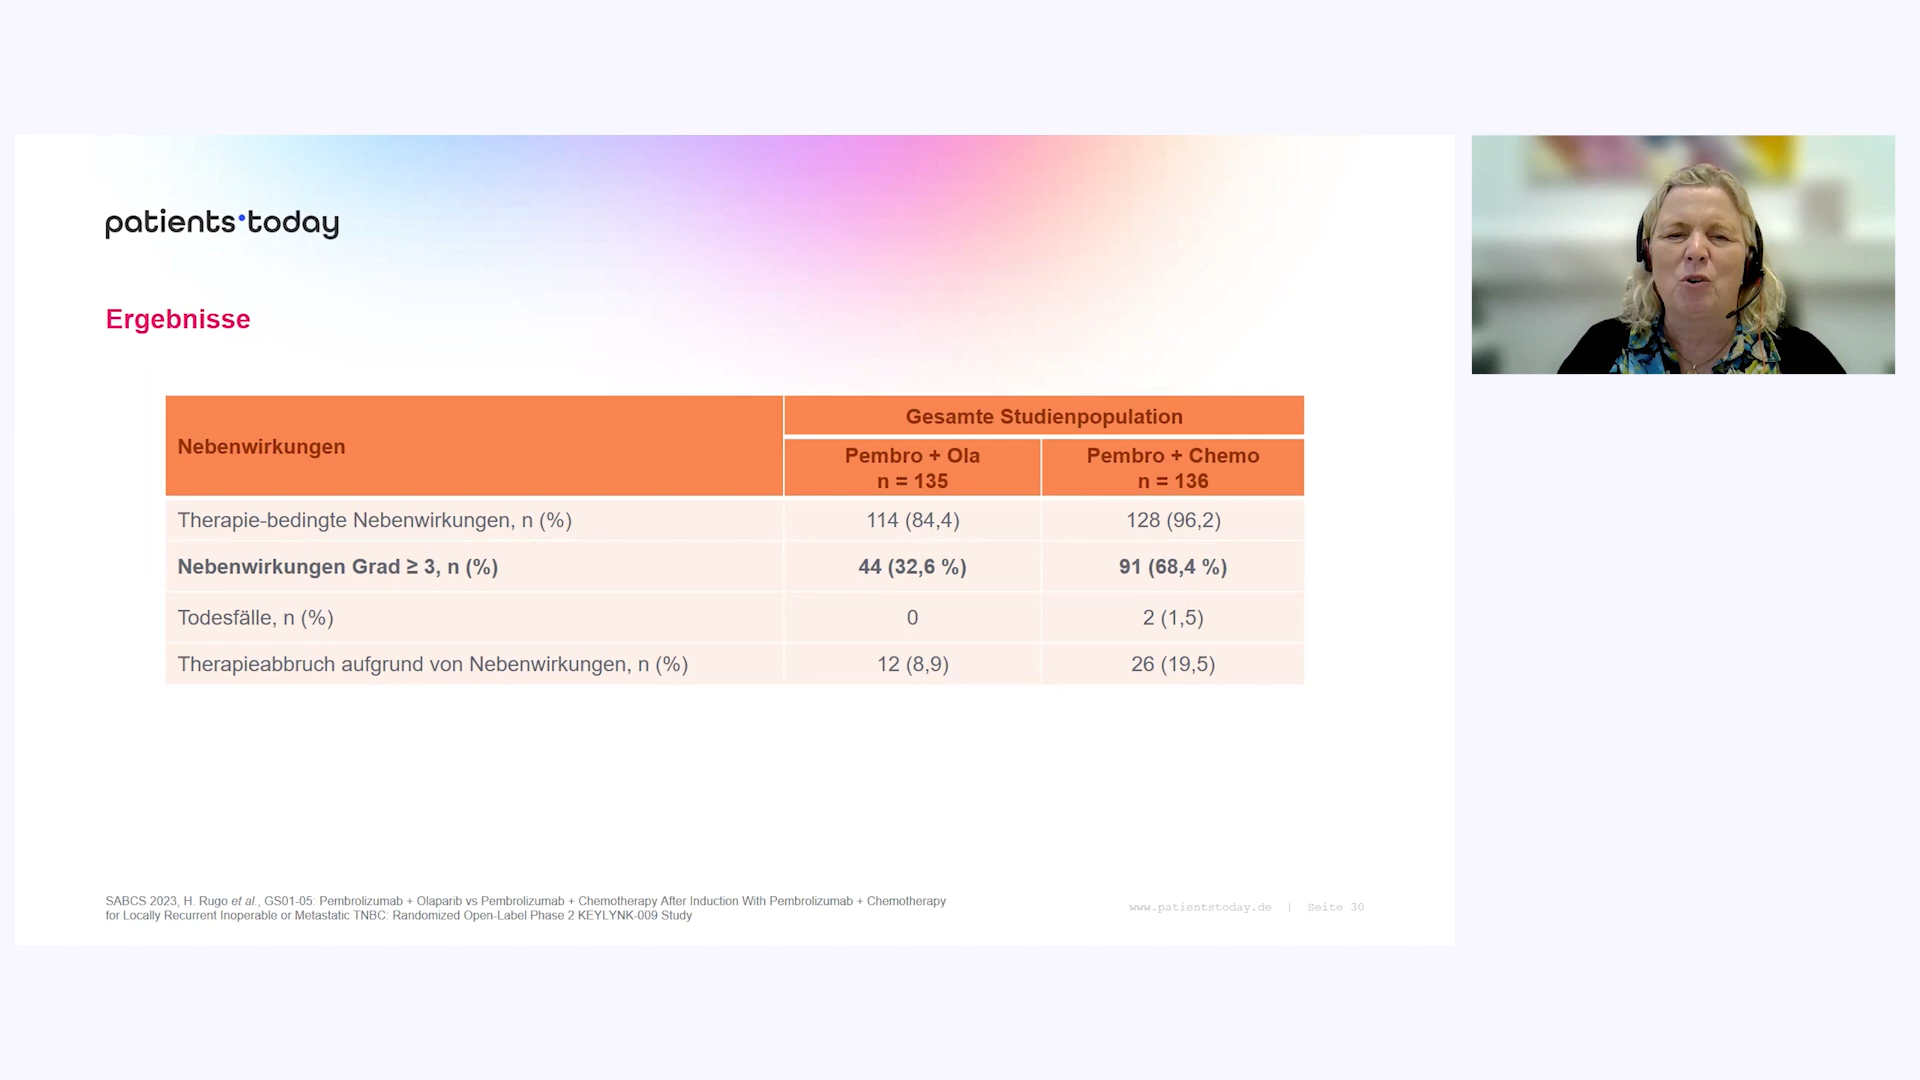 patients•today
Ergebnisse
Nebenwirkungen
Gesamte Studienpopulation
Pembro + Ola
n = 135
Pembro + Chemo
n = 136
Therapie-bedingte Nebenwirkungen, n (%) 114 (84,4) 128 (96,2)
Nebenwirkungen Grad ≥ 3, n (%) 44 (32,6 %) 91 (68,4 %)
Todesfälle, n (%) 0 2 (1,5)
Therapieabbruch aufgrund von Nebenwirkungen, n (%) 12 (8,9) 26 (19,5)
SABCS 2023, H. Rugo et al., GS01-05: Pembrolizumab + Olaparib vs Pembrolizumab + Chemotherapy After Induction With Pembrolizumab + Chemotherapy
for Locally Recurrent Inoperable or Metastatic TNBC: Randomized Open-Label Phase 2 KEYLYNK-009 Study
www.patientstoday.de | Seite 30